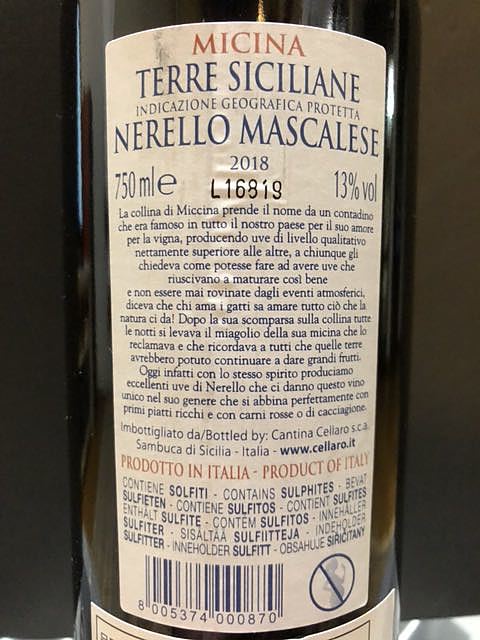 MICINA
TERRE SICILIANE
INDICAZIONE GEOGRAFICA PROTETTA
NERELLO MASCALESE
2018
750 ml e L16819 13% vol
La collina di Miccina prende il nome da un contadino
che era famoso in tutto il nostro paese per il suo amore
per la vigna, producendo uve di livello qualitativo
nettamente superiore alle altre, a chiunque gli
chiedeva come potesse fare ad avere uve che
riuscivano a maturare così bene
e non essere mai rovinate dagli eventi atmosferici,
diceva che chi ama i gatti sa amare tutto ciò che la
natura ci da! Dopo la sua scomparsa sulla collina tutte
le notti si levava il miagolio della sua micina che lo
reclamava e che ricordava a tutti che quelle terre
avrebbero potuto continuare a dare grandi frutti.
Oggi infatti con lo stesso spirito produciamo
eccellenti uve di Nerello che ci danno questo vino
unico nel suo genere che si abbina perfettamente con
primi piatti ricchi e con carni rosse o di cacciagione.
Imbottigliato da/Bottled by: Cantina Cellaro s.c.a.
Sambuca di Sicilia - Italia - www.cellaro.it
PRODOTTO IN ITALIA - PRODUCT OF ITALY
CONTIENE SOLFITI - CONTAINS SULPHITES - BEVAT
SULFIETEN - CONTIENE SULFITOS - CONTIENT SULFITES
ENTHÄLT SULFITE - CONTÉM SULFITOS - INNEHÅLLER
SULFITER - SISÄLTÄÄ SULFIITTEJA - INDEHOLDER
SULFITTER - INNEHOLDER SULFITT - OBSAHUJE SIŘIČITANY
8 005374 000870